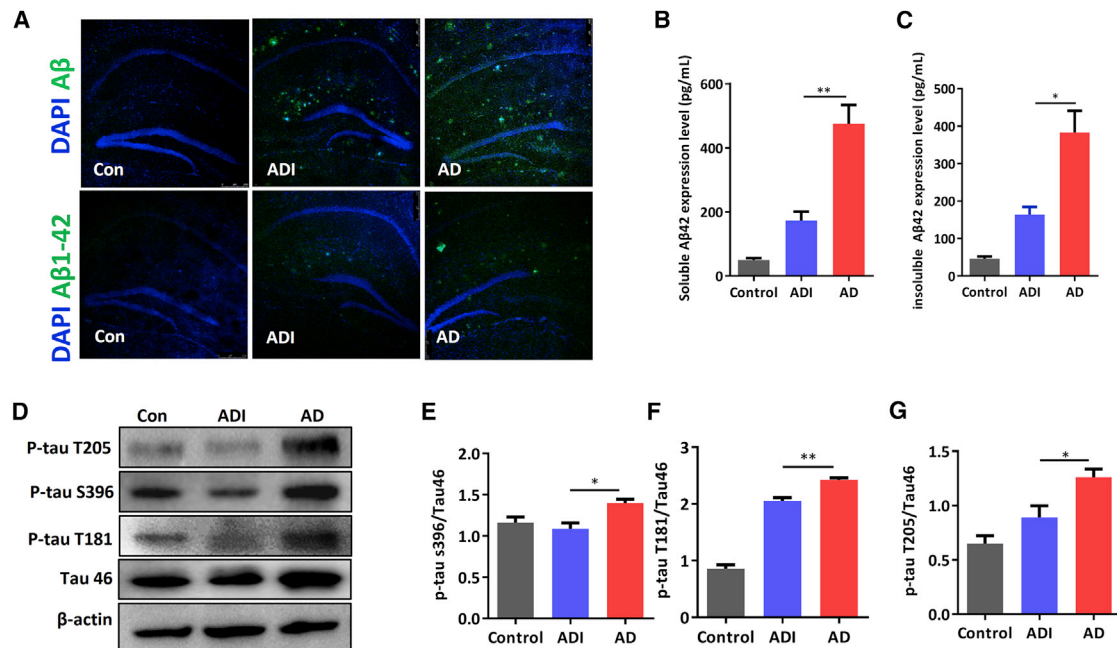 A
DAPI Aβ
Con
ADI
AD
DAPI Aβ1-42
Con
ADI
AD
B
Soluble Aβ42 expression level (pg/mL)
600
400
200
0
**
Control
ADI
AD
C
insolulble Aβ42 expression level (pg/mL)
500
400
300
200
100
0
*
Control
ADI
AD
D
Con
ADI
AD
P-tau T205
P-tau S396
P-tau T181
Tau 46
β-actin
E
p-tau s396/Tau46
2.0
1.5
1.0
0.5
0.0
*
Control
ADI
AD
F
p-tau T181/Tau46
3
2
1
0
**
Control
ADI
AD
G
p-tau T205/Tau46
1.5
1.0
0.5
0.0
*
Control
ADI
AD